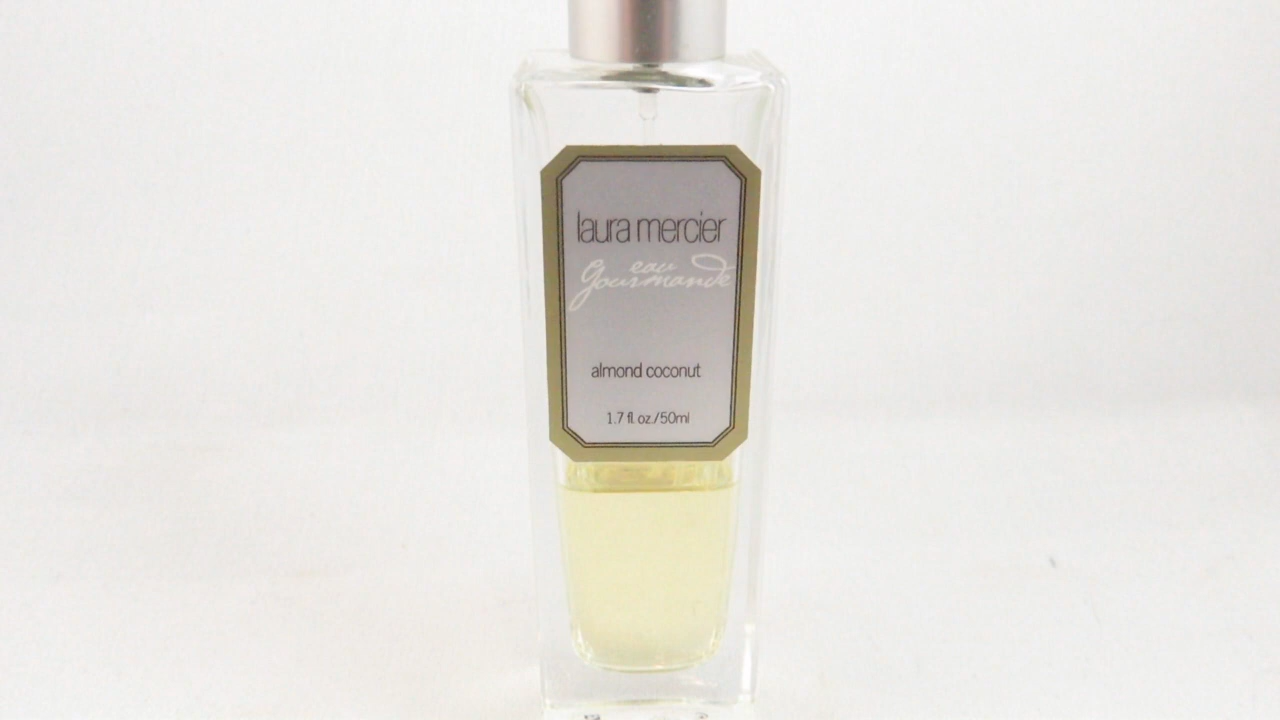 laura mercier
eau
Gourmande
almond coconut
1.7 fl. oz./50ml